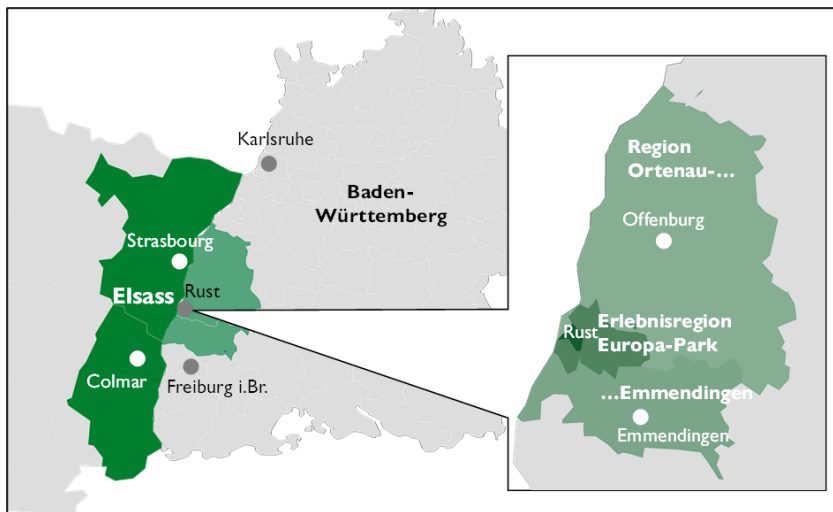 Karlsruhe
Baden-
Württemberg
Strasbourg
Elsass
Rust
Colmar
Freiburg i.Br.
Region
Ortenau-...
Offenburg
Rust
Erlebnisregion
Europa-Park
...Emmendingen
Emmendingen